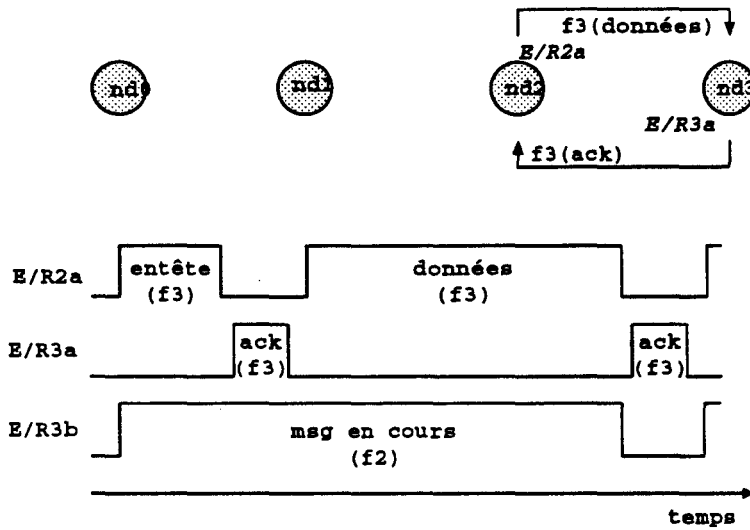 f3(données)
E/R2a
nd0
nd1
nd2
nd3
E/R3a
f3(ack)
E/R2a
entête
(f3)
données
(f3)
E/R3a
ack
(f3)
ack
(f3)
E/R3b
msg en cours
(f2)
temps